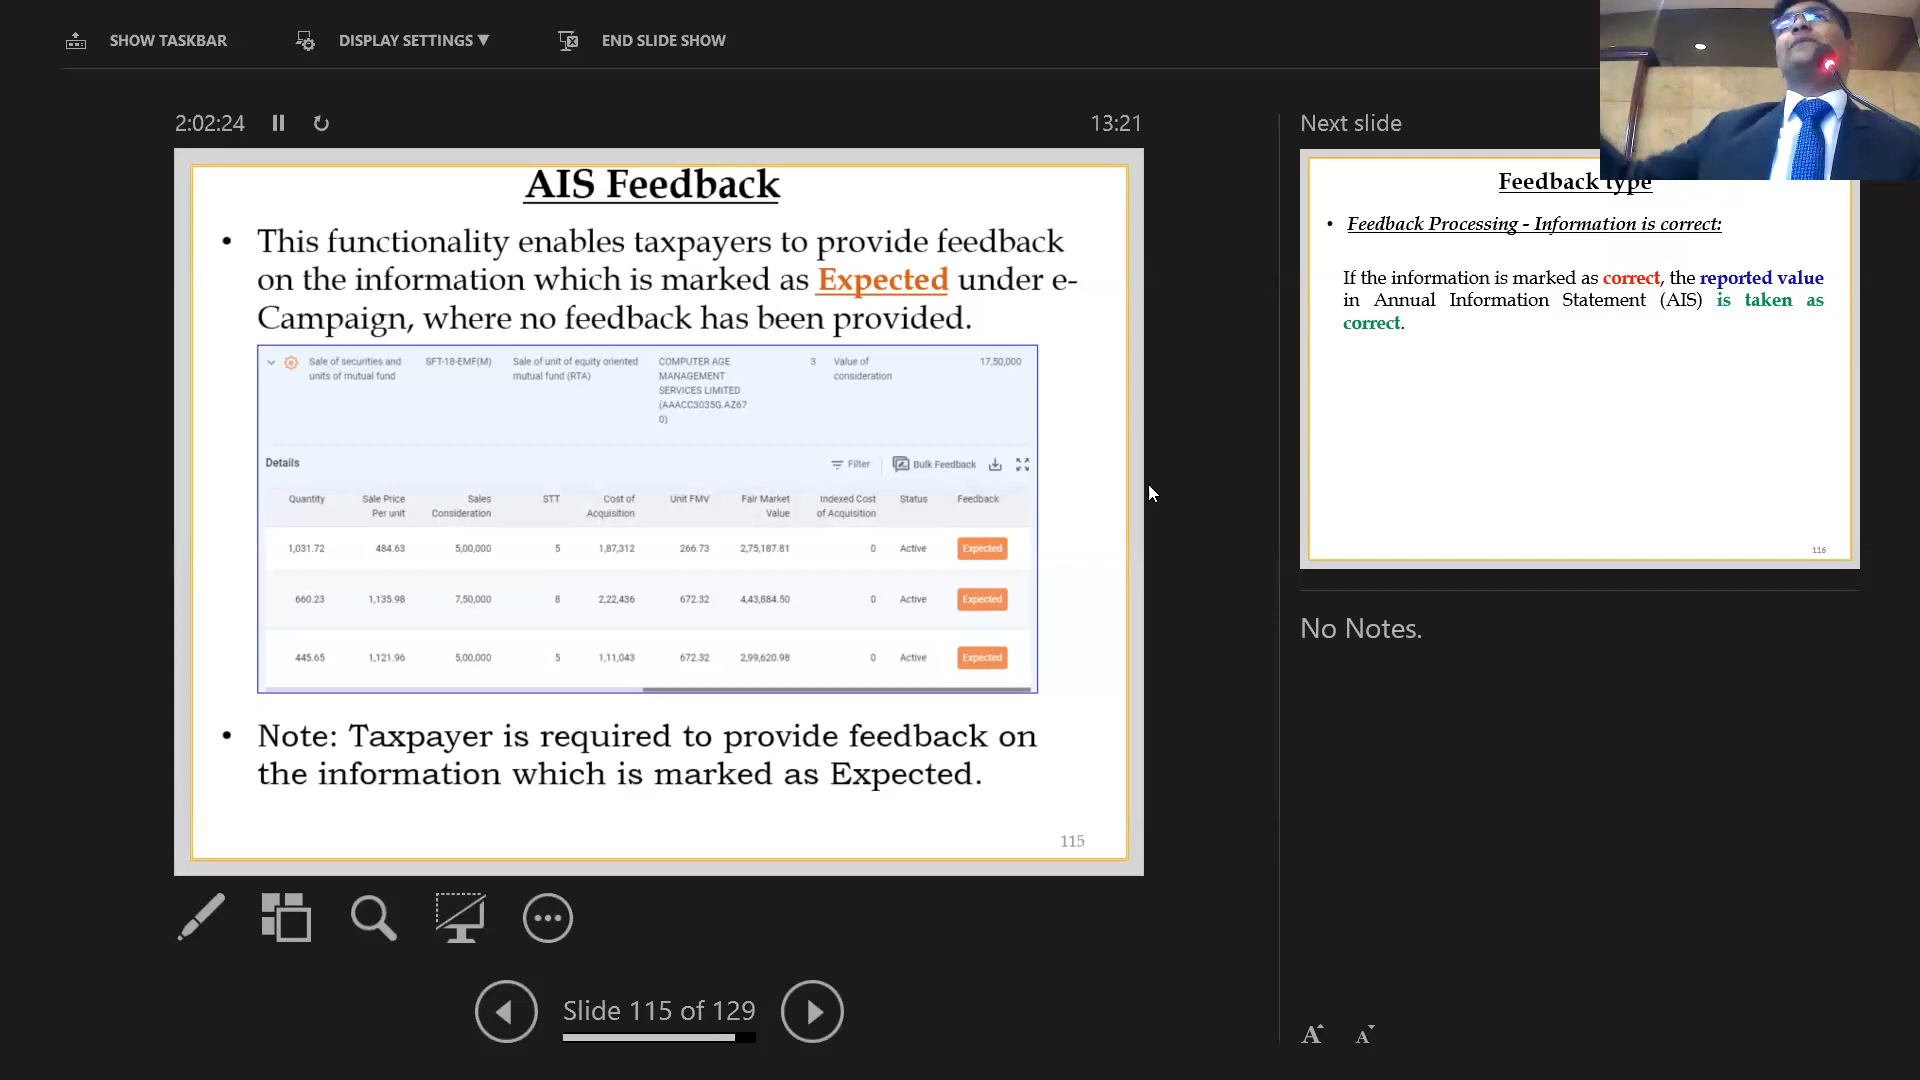 SHOW TASKBAR
DISPLAY SETTINGS ▼
END SLIDE SHOW
2:02:24
13:21
Next slide
AIS Feedback
• This functionality enables taxpayers to provide feedback
on the information which is marked as Expected under e-
Campaign, where no feedback has been provided.
Sale of securities and SFT-18-EMF(M) Sale of unit of equity oriented COMPUTER AGE 3 Value of 17,50,000
units of mutual fund mutual fund (RTA) MANAGEMENT consideration
SERVICES LIMITED
(AAACC3035G.AZ67
0)
Details Filter Bulk Feedback
Quantity Sale Price Sales STT Cost of Unit FMV Fair Market Indexed Cost Status Feedback
Per unit Consideration Acquisition Value of Acquisition
1,031.72 484.63 5,00,000 5 1,87,312 266.73 2,75,187.81 0 Active Expected
660.23 1,135.98 7,50,000 8 2,22,436 672.32 4,43,884.50 0 Active Expected
445.65 1,121.96 5,00,000 5 1,11,043 672.32 2,99,620.98 0 Active Expected
• Note: Taxpayer is required to provide feedback on
the information which is marked as Expected.
115
Slide 115 of 129
Feedback type
• Feedback Processing - Information is correct:
If the information is marked as correct, the reported value
in Annual Information Statement (AIS) is taken as
correct.
116
No Notes.
A A